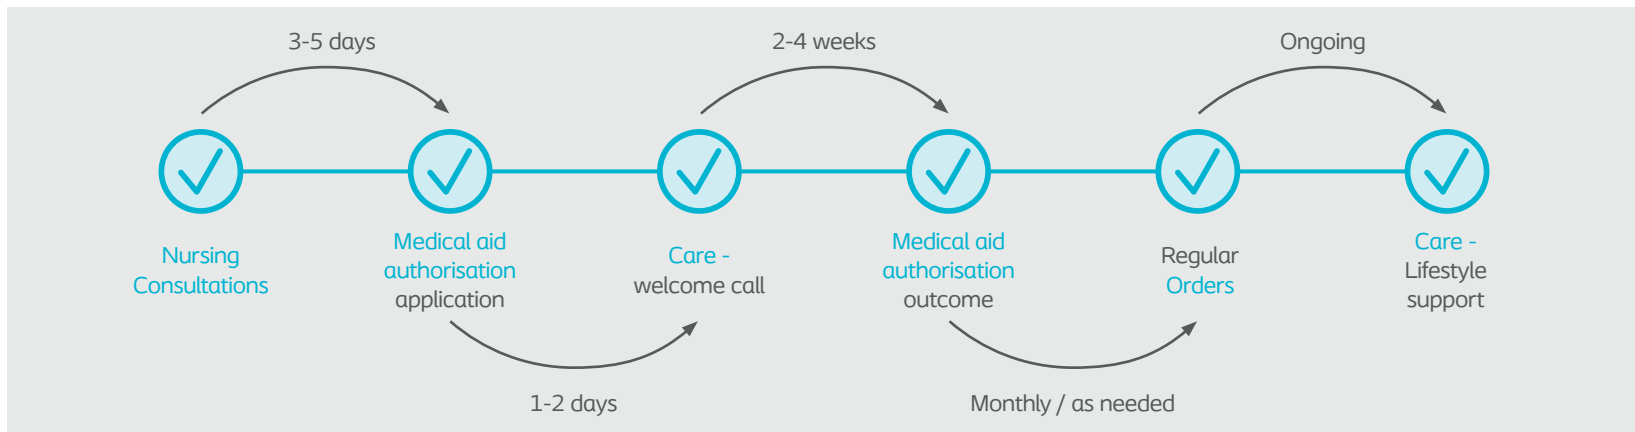 3-5 days
2-4 weeks
Ongoing
Nursing
Consultations
Medical aid
authorisation
application
Care -
welcome call
Medical aid
authorisation
outcome
Regular
Orders
Care -
Lifestyle
support
1-2 days
Monthly / as needed